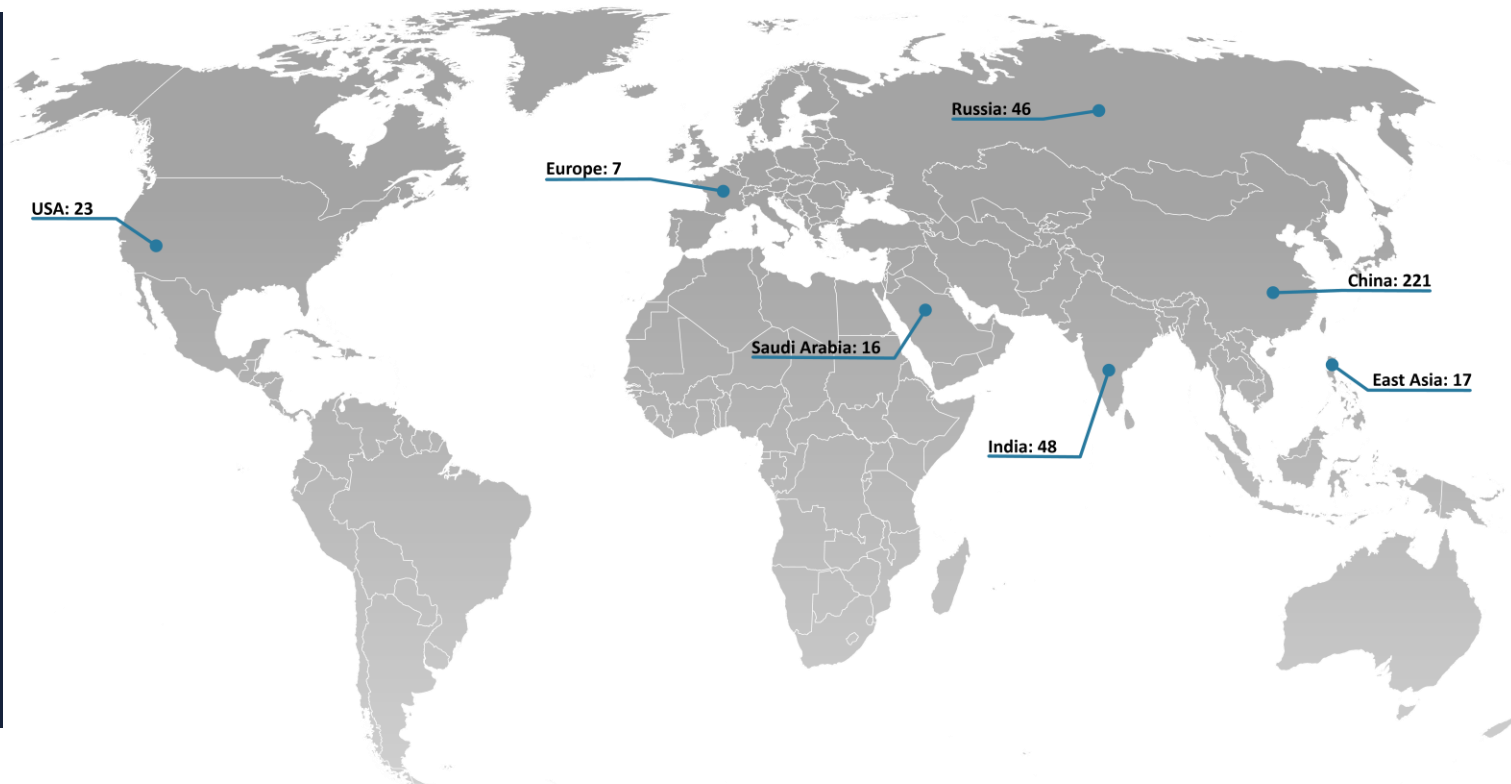 Russia: 46
Europe: 7
USA: 23
China: 221
Saudi Arabia: 16
East Asia: 17
India: 48